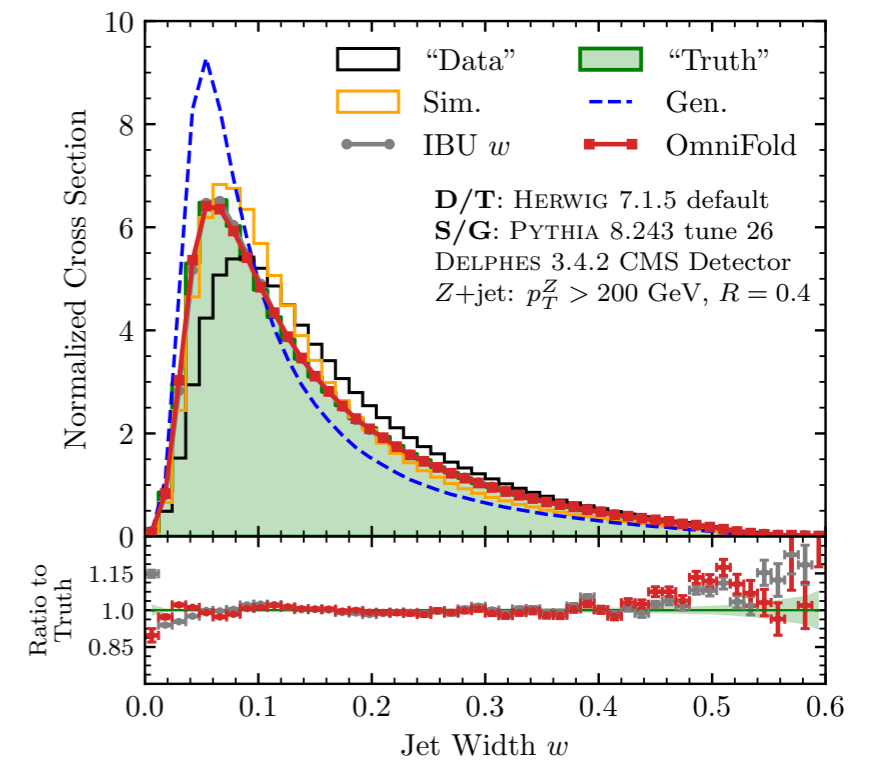 10
8
6
4
2
0
Normalized Cross Section
“Data”
“Truth”
Sim.
Gen.
IBU w
OmniFold
D/T: HERWIG 7.1.5 default
S/G: PYTHIA 8.243 tune 26
DELPHES 3.4.2 CMS Detector
Z+jet: p_T^Z > 200 GeV, R = 0.4
1.15
1.0
0.85
Ratio to
Truth
0.0 0.1 0.2 0.3 0.4 0.5 0.6
Jet Width w